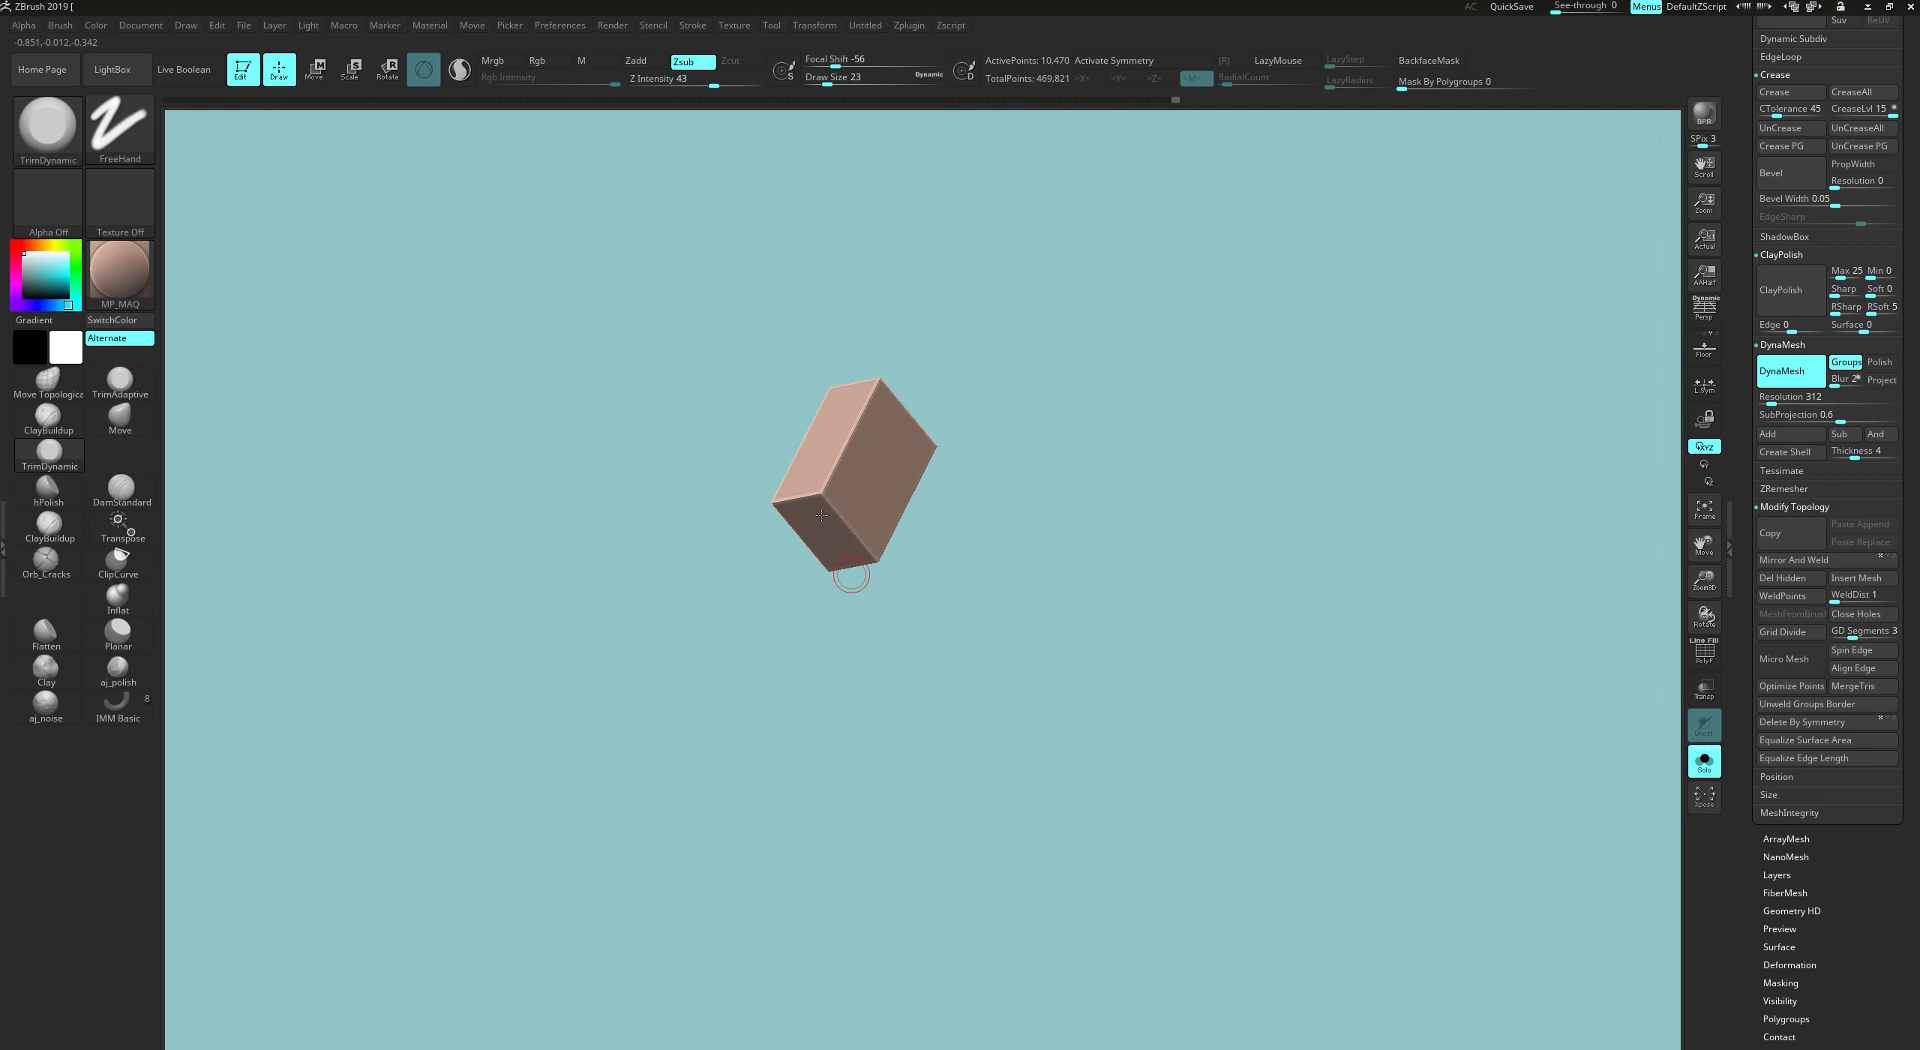 ZBrush 2019 [
AC QuickSave See-through 0 Menus DefaultZScript
Alpha Brush Color Document Draw Edit File Layer Light Macro Marker Material Movie Picker Preferences Render Stencil Stroke Texture Tool Transform Untitled Zplugin Zscript
-0.851,-0.012,-0.342
Home Page LightBox Live Boolean Edit Draw Move Scale Rotate
Mrgb Rgb M Zadd Zsub Zcut
Rgb Intensity Z Intensity 43
Focal Shift -56
Draw Size 23 Dynamic
ActivePoints: 10,470 Activate Symmetry (R) LazyMouse LazyStep BackfaceMask
TotalPoints: 469,821 >X< >Y< >Z< >M< RadialCount LazyRadius Mask By Polygroups 0
TrimDynamic FreeHand
Alpha Off Texture Off
MP_MAQ
Gradient SwitchColor
Alternate
Move Topologica TrimAdaptive
ClayBuildup Move
TrimDynamic
hPolish DamStandard
ClayBuildup Transpose
Orb_Cracks ClipCurve
Inflat
Flatten Planar
Clay aj_polish
8
aj_noise IMM Basic
BPR
SPix 3
Scroll
Zoom
Actual
AAHalf
Dynamic
Persp
Floor
L.Sym
XYZ
Frame
Move
Zoom3D
Rotate
Line Fill
PolyF
Transp
Ghost
Solo
Xpose
Suv ReUV
Dynamic Subdiv
EdgeLoop
Crease
Crease CreaseAll
CTolerance 45 CreaseLvl 15
UnCrease UnCreaseAll
Crease PG UnCrease PG
Bevel PropWidth
Resolution 0
Bevel Width 0.05
EdgeSharp
ShadowBox
ClayPolish
Max 25 Min 0
ClayPolish Sharp Soft 0
RSharp RSoft 5
Edge 0 Surface 0
DynaMesh
DynaMesh Groups Polish
Blur 2 Project
Resolution 312
SubProjection 0.6
Add Sub And
Create Shell Thickness 4
Tessimate
ZRemesher
Modify Topology
Copy Paste Append
Paste Replace
Mirror And Weld
Del Hidden Insert Mesh
WeldPoints WeldDist 1
MeshFromBrus Close Holes
Grid Divide GD Segments 3
Micro Mesh Spin Edge
Align Edge
Optimize Points MergeTris
Unweld Groups Border
Delete By Symmetry
Equalize Surface Area
Equalize Edge Length
Position
Size
MeshIntegrity
ArrayMesh
NanoMesh
Layers
FiberMesh
Geometry HD
Preview
Surface
Deformation
Masking
Visibility
Polygroups
Contact